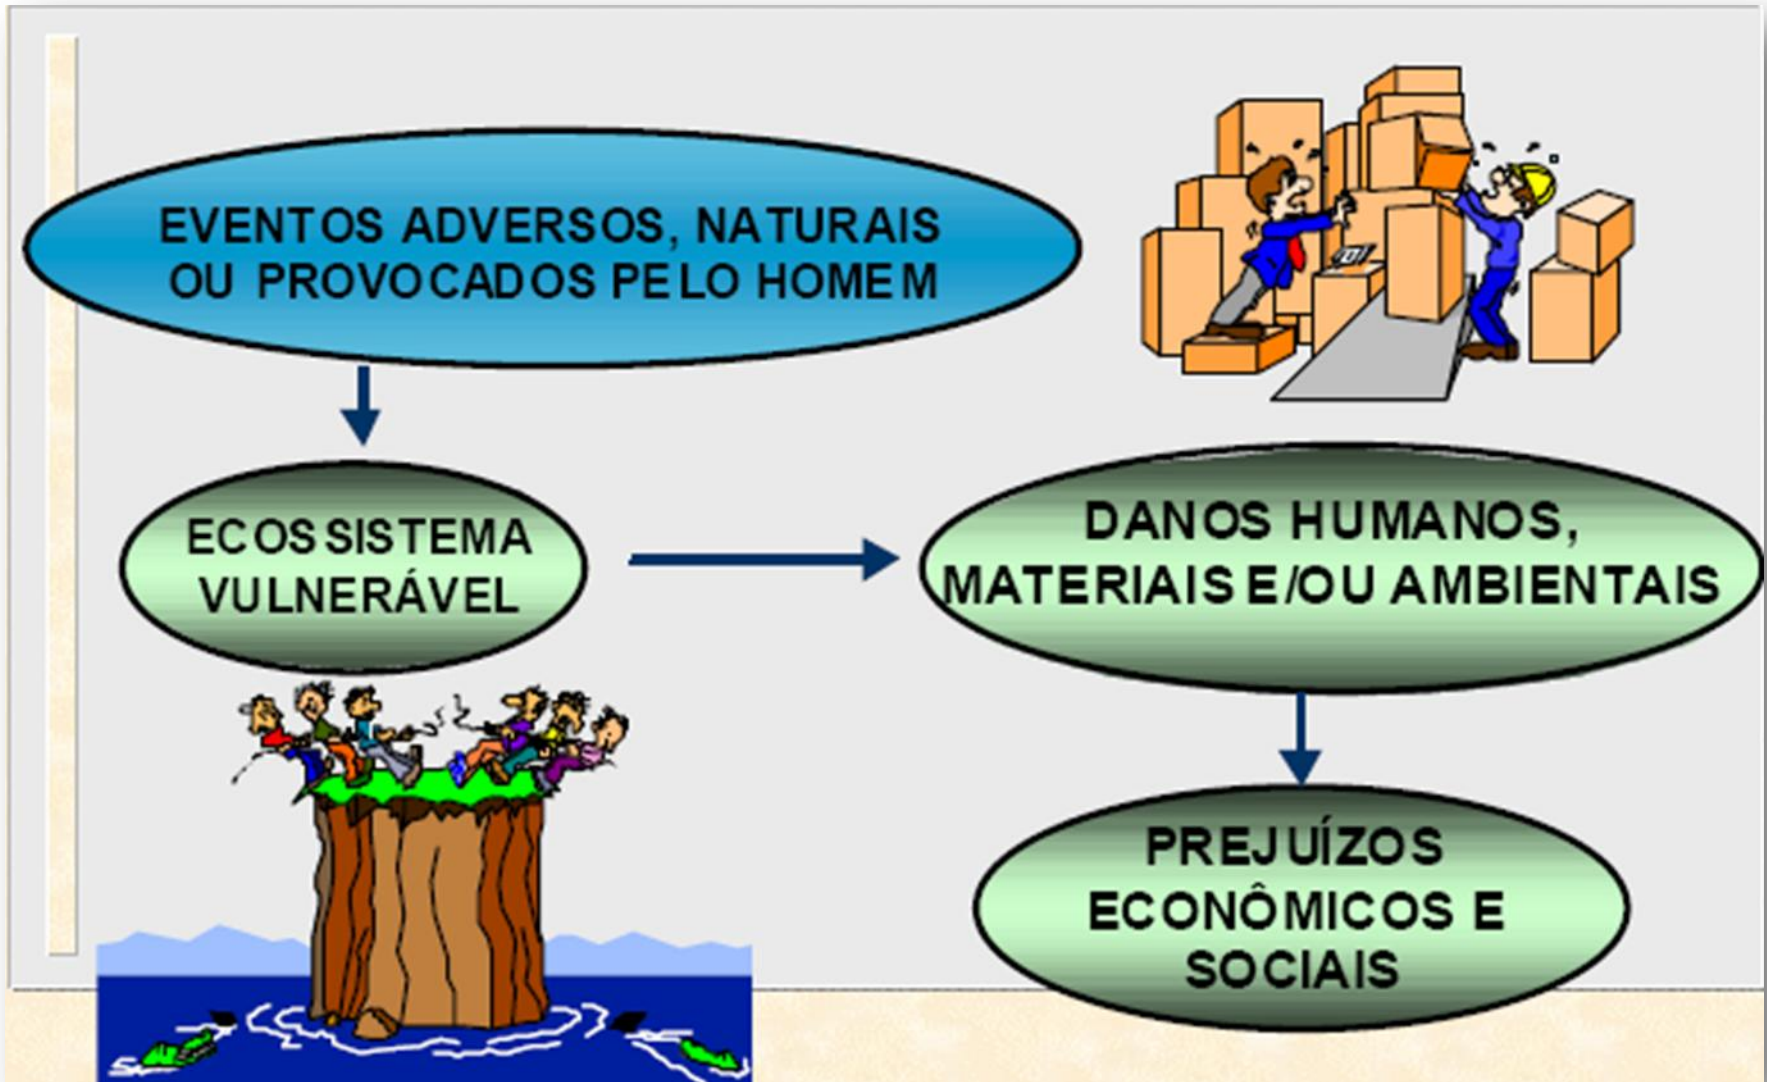 EVENTOS ADVERSOS, NATURAIS
OU PROVOCADOS PELO HOMEM
ECOSSISTEMA
VULNERÁVEL
DANOS HUMANOS,
MATERIAIS E/OU AMBIENTAIS
PREJUÍZOS
ECONÔMICOS E
SOCIAIS